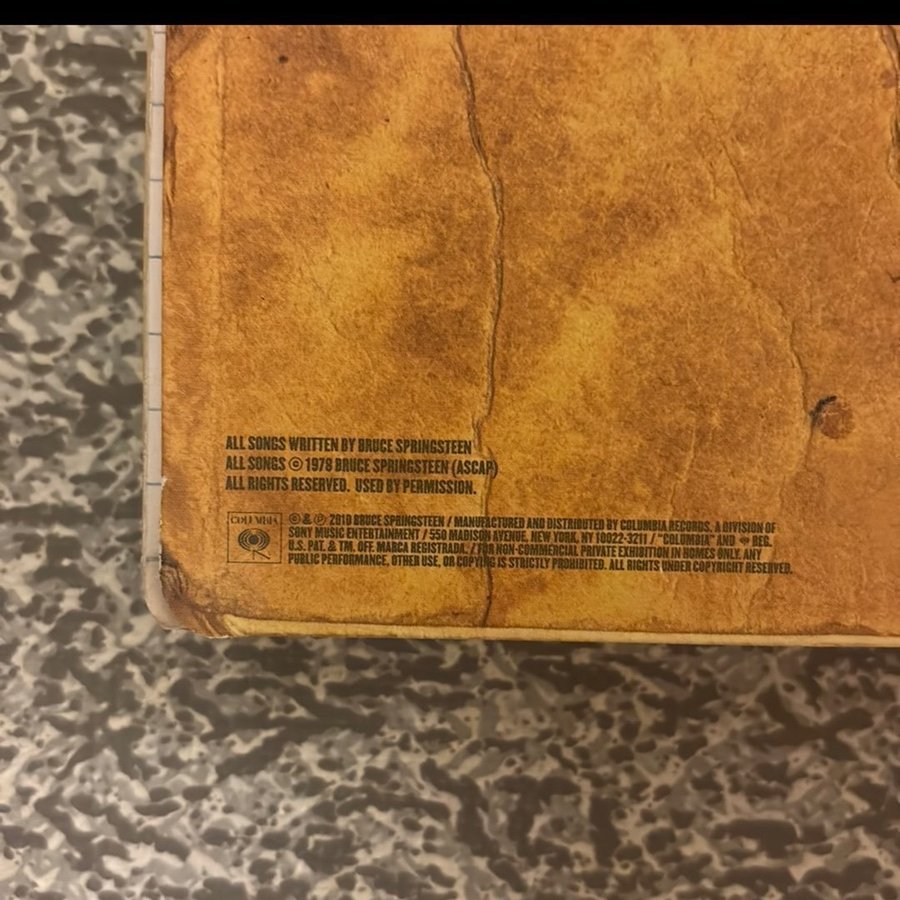 ALL SONGS WRITTEN BY BRUCE SPRINGSTEEN
ALL SONGS © 1978 BRUCE SPRINGSTEEN (ASCAP)
ALL RIGHTS RESERVED. USED BY PERMISSION.
COLUMBIA
© & ℗ 2010 BRUCE SPRINGSTEEN / MANUFACTURED AND DISTRIBUTED BY COLUMBIA RECORDS, A DIVISION OF
SONY MUSIC ENTERTAINMENT / 550 MADISON AVENUE, NEW YORK, NY 10022-3211 / "COLUMBIA" AND REG.
U.S. PAT. & TM. OFF. MARCA REGISTRADA. / FOR NON-COMMERCIAL PRIVATE EXHIBITION IN HOMES ONLY. ANY
PUBLIC PERFORMANCE, OTHER USE, OR COPYING IS STRICTLY PROHIBITED. ALL RIGHTS UNDER COPYRIGHT RESERVED.